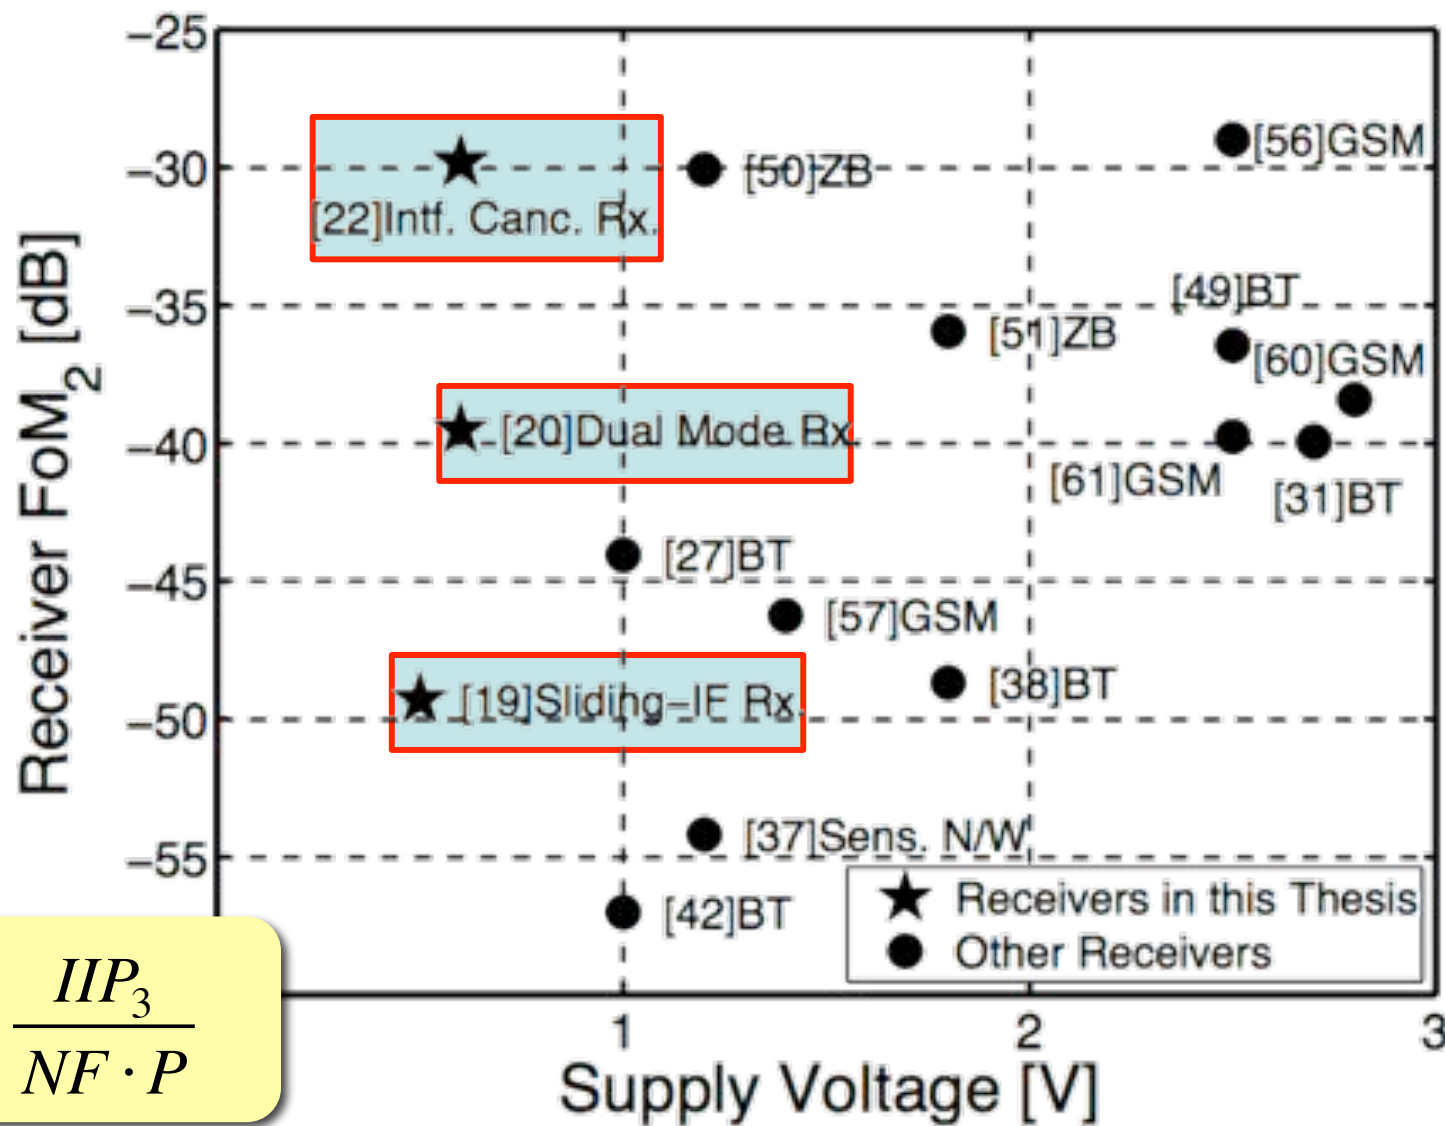 −25
−30
−35
−40
−45
−50
−55
Receiver FoM2 [dB]
[56]GSM
[50]ZB
[22]Intf. Canc. Rx.
[49]BT
[51]ZB
[60]GSM
[20]Dual Mode Rx.
[61]GSM
[31]BT
[27]BT
[57]GSM
[38]BT
[19]Sliding−IF Rx.
[37]Sens. N/W
[42]BT
Receivers in this Thesis
Other Receivers
IIP3
NF · P
1 2 3
Supply Voltage [V]